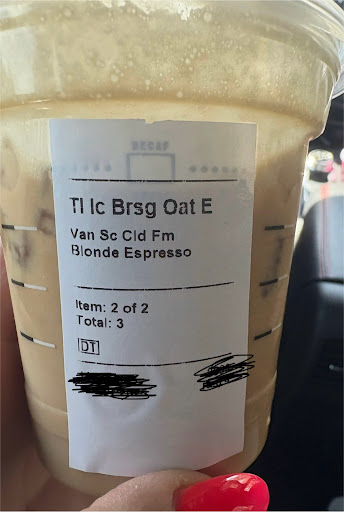 DECAF
Tl Ic Brsg Oat E
Van Sc Cld Fm
Blonde Espresso
Item: 2 of 2
Total: 3
DT